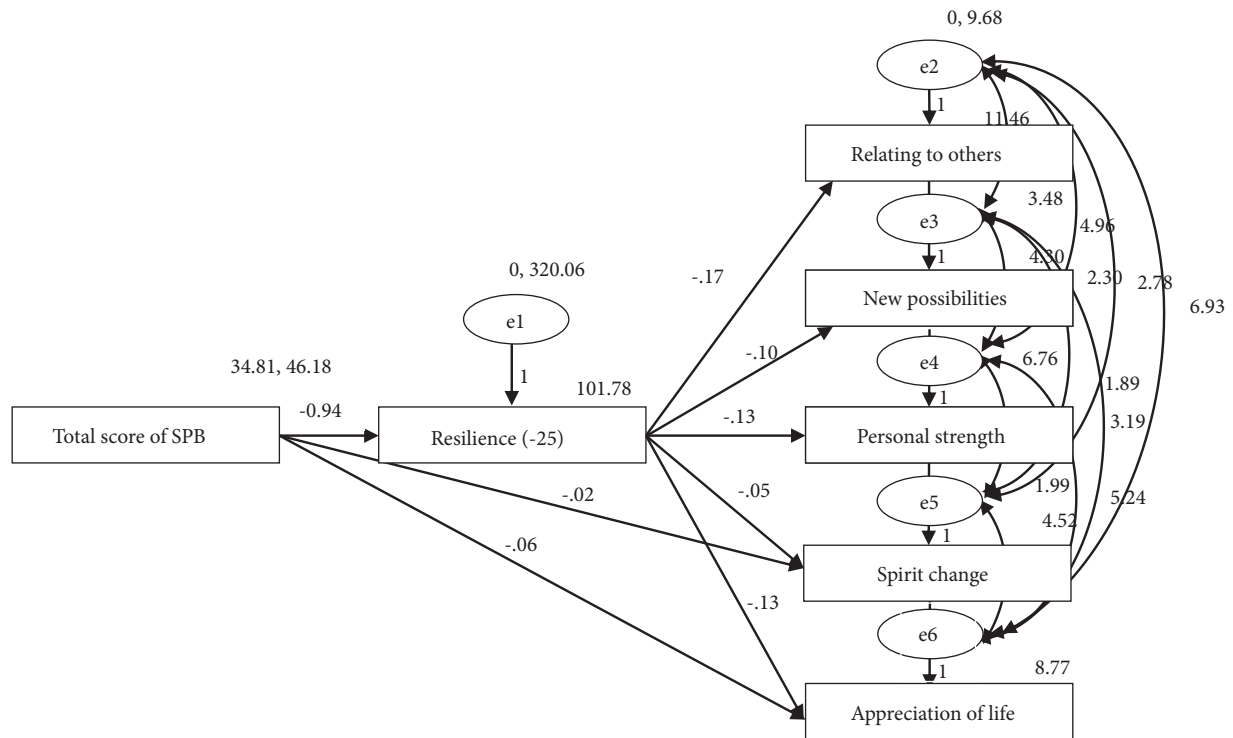 0, 9.68
e2
1
11.46
Relating to others
3.48
e3
4.96
1
4.30
-.17
2.30
2.78
0, 320.06
New possibilities
6.93
e1
-.10
e4
6.76
34.81, 46.18
1
101.78
1
1.89
-0.94
-.13
3.19
Total score of SPB
Resilience (-25)
Personal strength
-.02
-.05
1.99
e5
5.24
4.52
1
-.06
Spirit change
-.13
e6
1
8.77
Appreciation of life